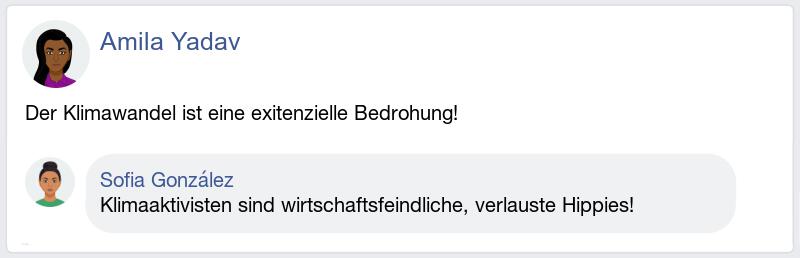 Amila Yadav
Der Klimawandel ist eine exitenzielle Bedrohung!
Sofia González
Klimaaktivisten sind wirtschaftsfeindliche, verlauste Hippies!